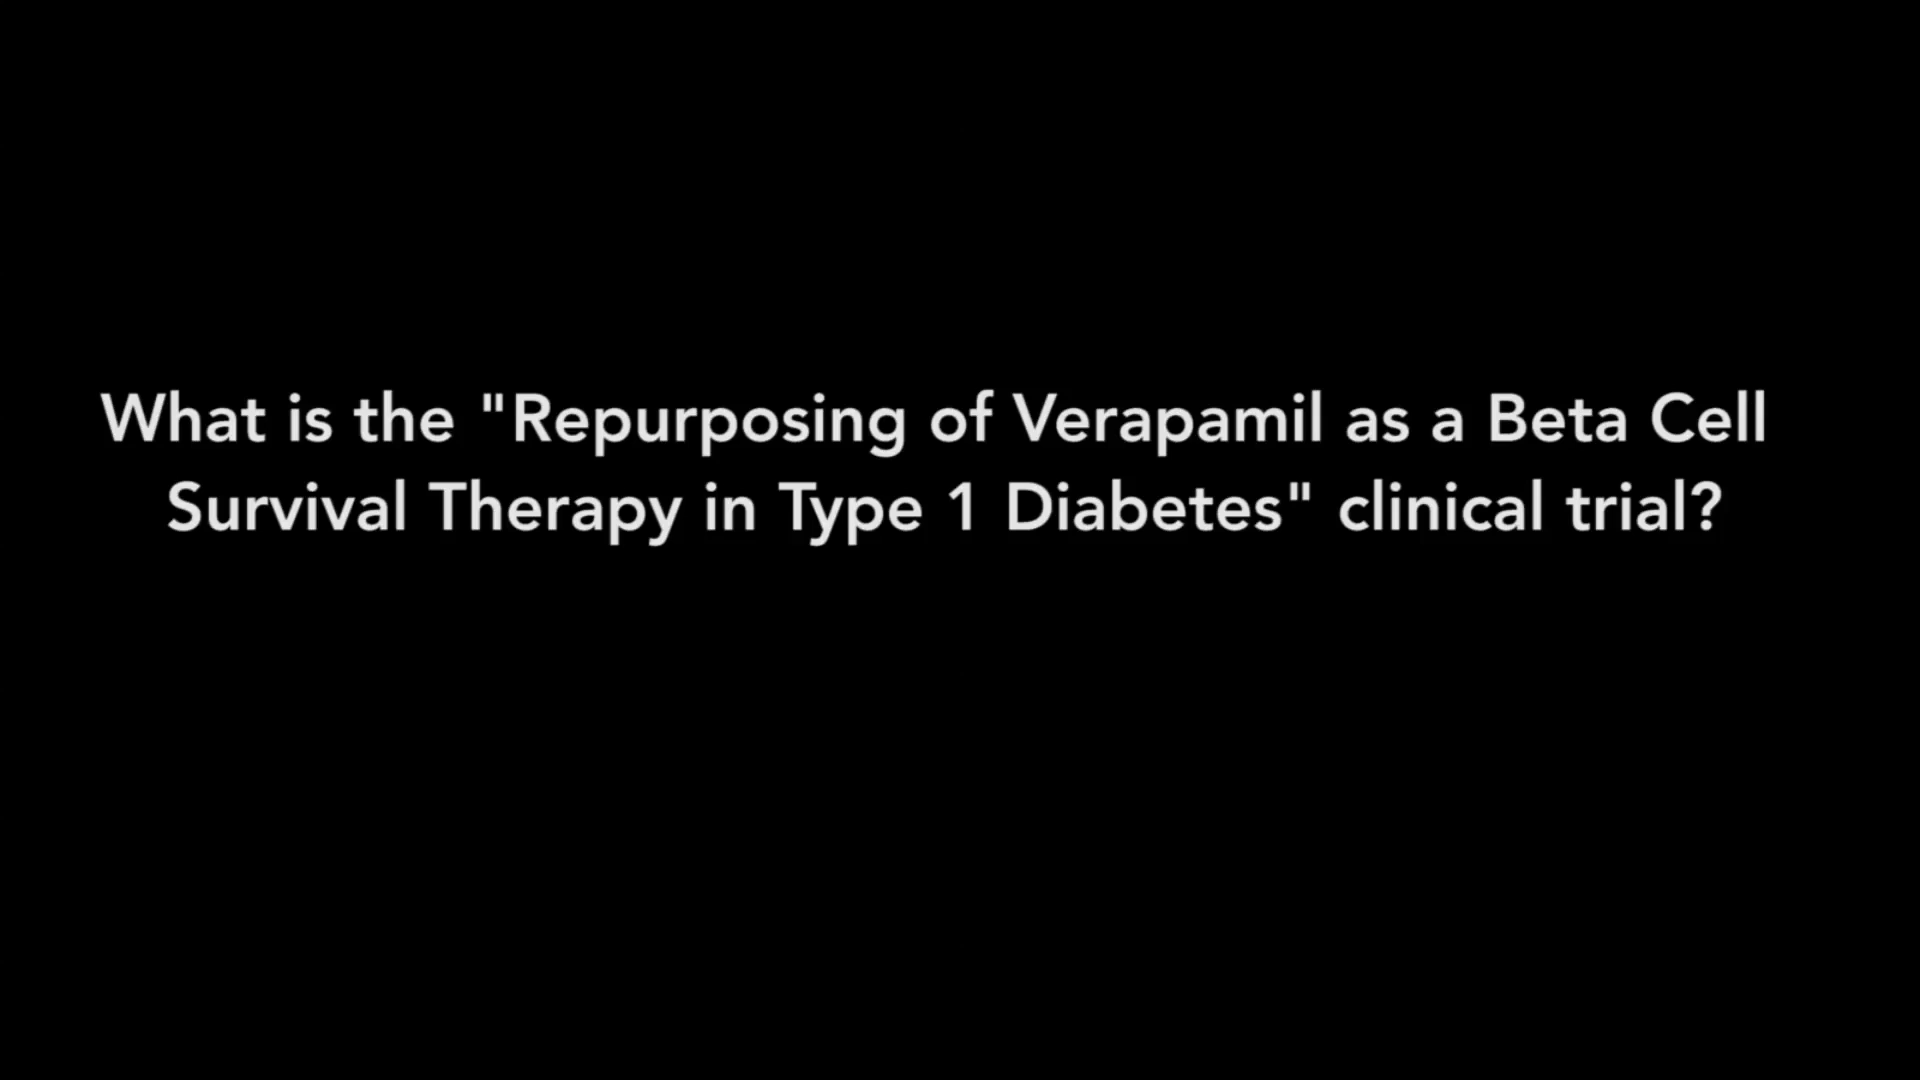 What is the "Repurposing of Verapamil as a Beta Cell
Survival Therapy in Type 1 Diabetes" clinical trial?